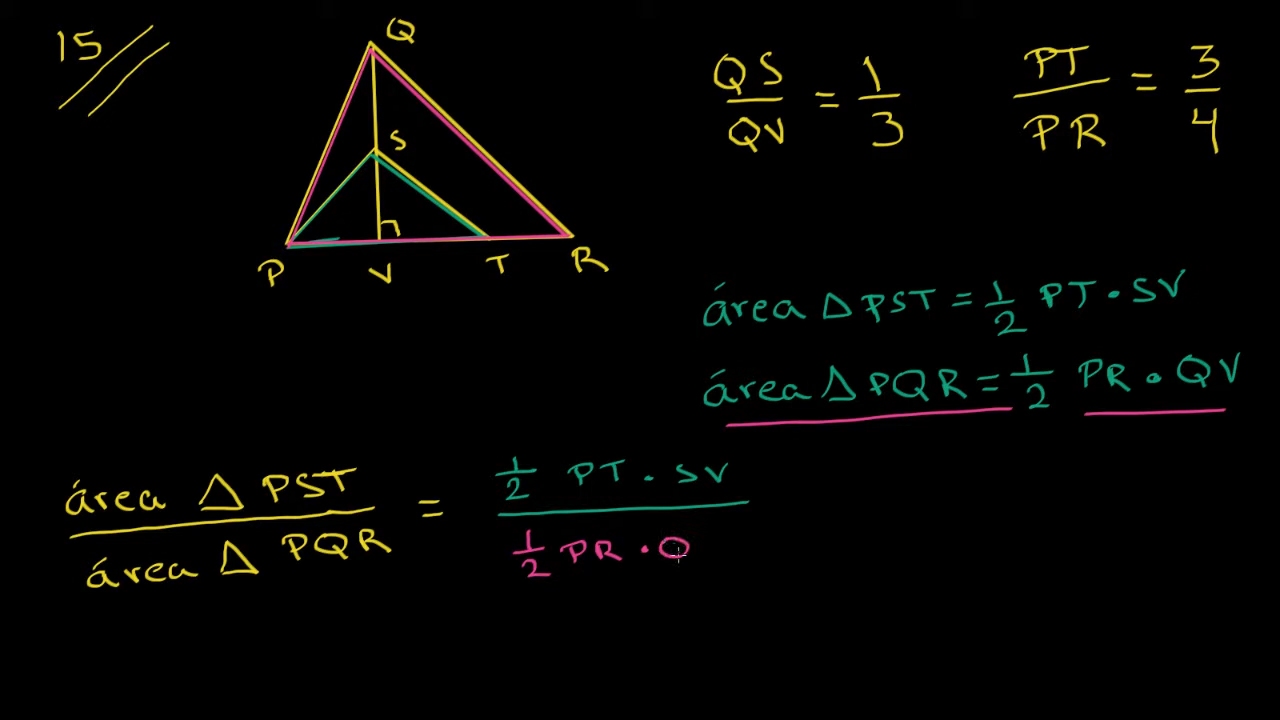 15
Q
S
P V T R
QS/QV = 1/3
PT/PR = 3/4
área Δ PST = 1/2 PT · SV
área Δ PQR = 1/2 PR · QV
área Δ PST / área Δ PQR = 1/2 PT · SV / 1/2 PR · Q